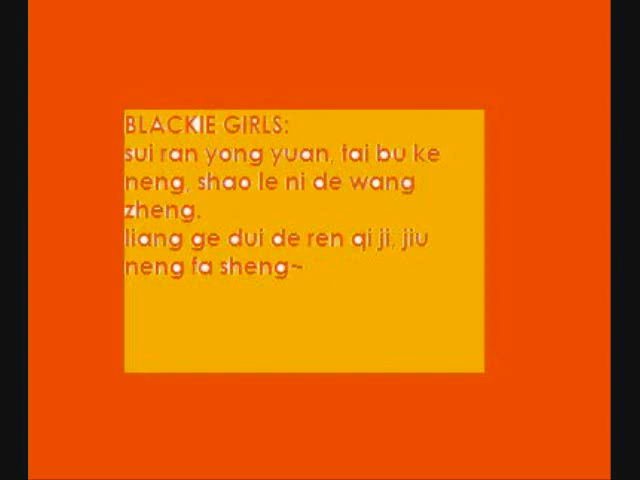 BLACKIE GIRLS:
sui ran yong yuan, tai bu ke
neng, shao le ni de wang
zheng.
liang ge dui de ren qi ji, jiu
neng fa sheng~